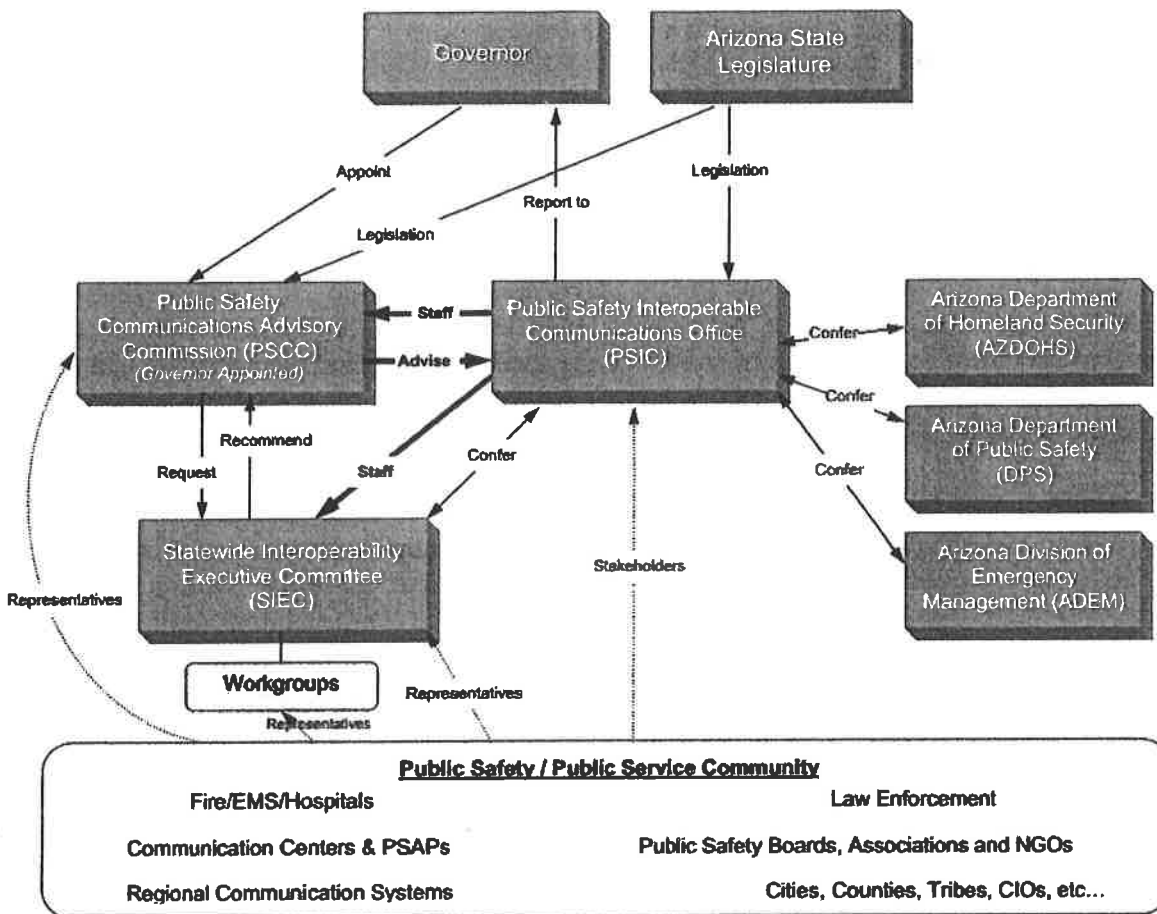 Governor
Arizona State
Legislature
Appoint
Report to
Legislation
Legislation
Public Safety
Communications Advisory
Commission (PSCC)
(Governor Appointed)
Staff
Advise
Public Safety Interoperable
Communications Office
(PSIC)
Confer
Arizona Department
of Homeland Security
(AZDOHS)
Confer
Arizona Department
of Public Safety
(DPS)
Confer
Arizona Division of
Emergency
Management (ADEM)
Request
Recommend
Staff
Confer
Statewide Interoperability
Executive Committee
(SIEC)
Stakeholders
Representatives
Workgroups
Representatives
Representatives
Public Safety / Public Service Community
Fire/EMS/Hospitals
Law Enforcement
Communication Centers & PSAPs
Public Safety Boards, Associations and NGOs
Regional Communication Systems
Cities, Counties, Tribes, CIOs, etc...